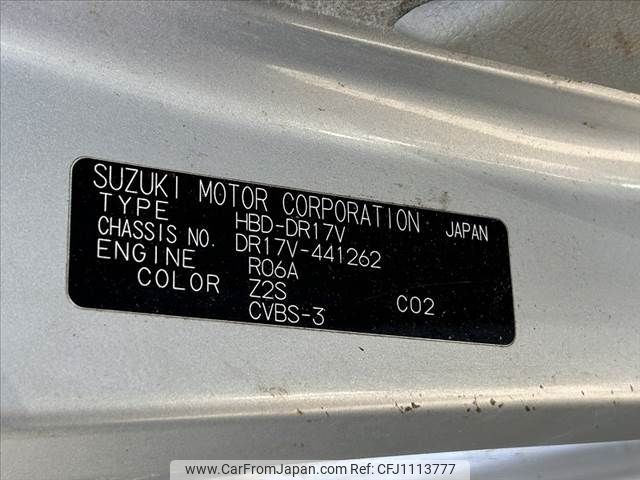 SUZUKI MOTOR CORPORATION JAPAN
TYPE HBD-DR17V
CHASSIS NO. DR17V-441262
ENGINE R06A
COLOR Z2S C02
CVBS-3
www.CarFromJapan.com | Ref. No: CFJ1113777